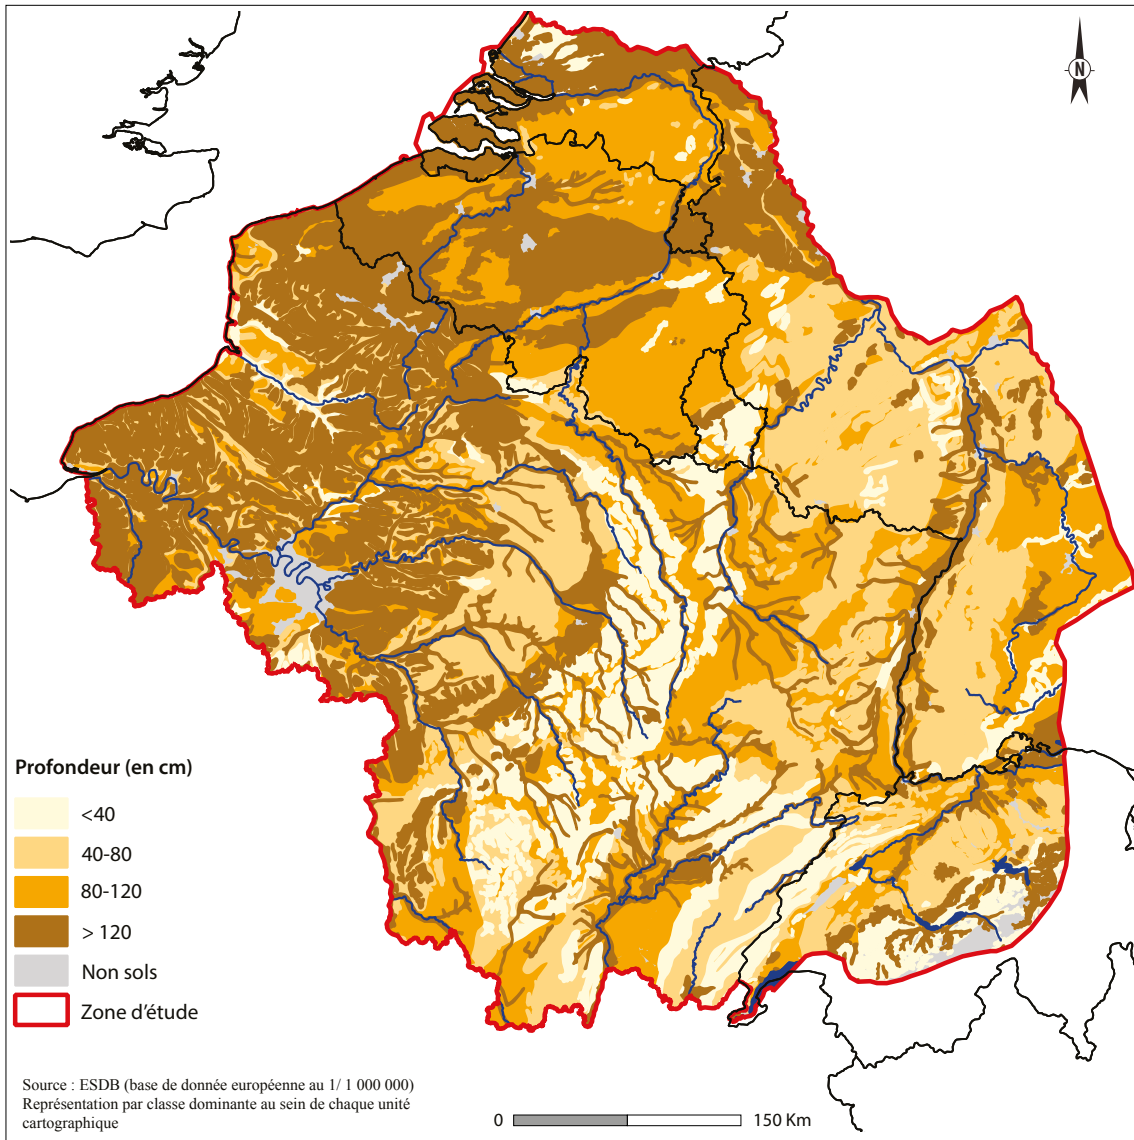 N
Profondeur (en cm)
<40
40-80
80-120
> 120
Non sols
Zone d'étude
Source : ESDB (base de donnée européenne au 1/ 1 000 000)
Représentation par classe dominante au sein de chaque unité
cartographique
0 150 Km